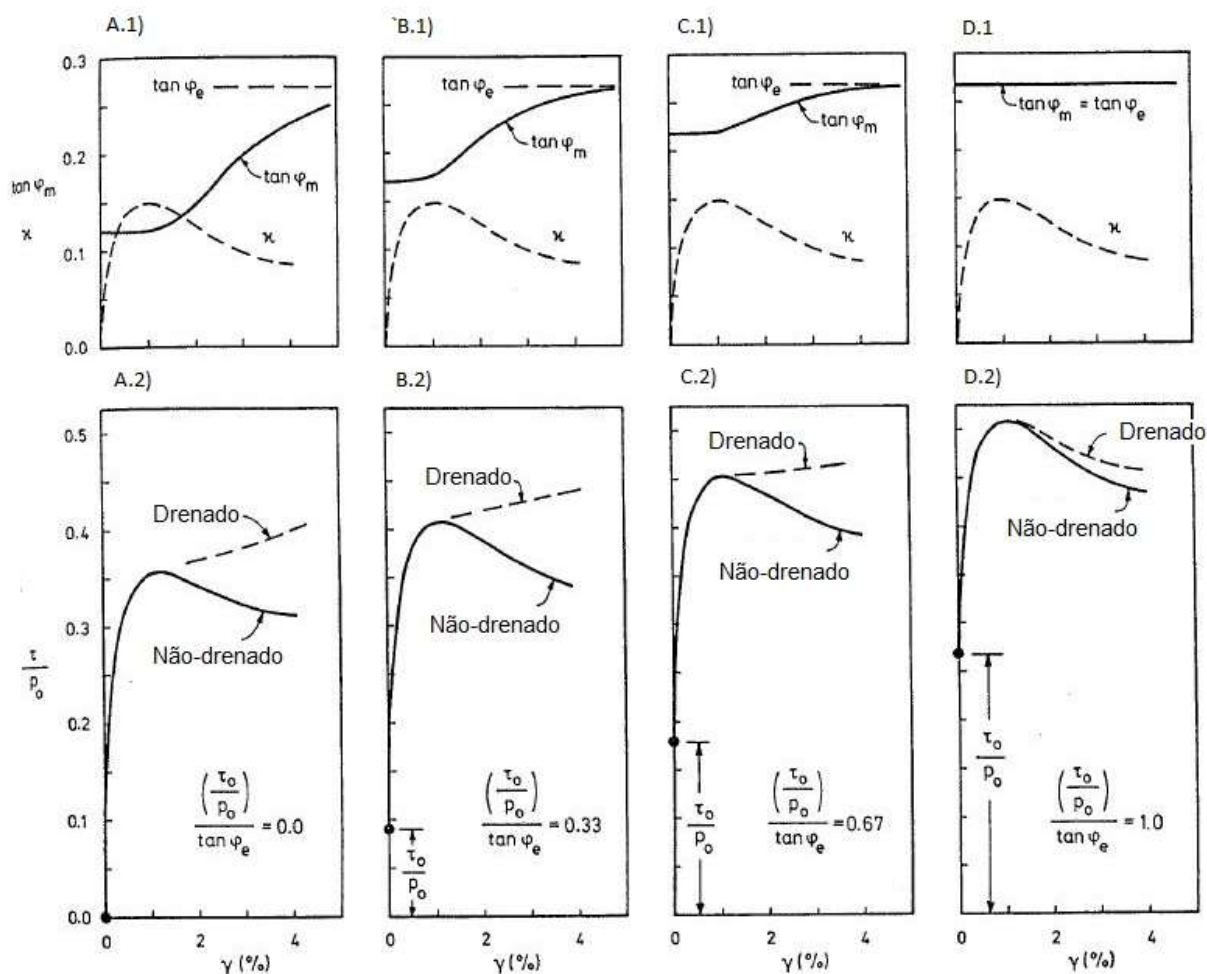 A.1)
`B.1)
C.1)
D.1
0.3
0.2
0.1
0.0
tan φm
ϰ
tan φe
tan φm
ϰ
tan φe
tan φm
ϰ
tan φe
tan φm
ϰ
tan φm = tan φe
ϰ
A.2)
B.2)
C.2)
D.2)
0.5
0.4
0.3
0.2
0.1
0.0
τ/po
Drenado
Não-drenado
(τo/po)/tan φe = 0.0
0 2 4
γ (%)
Drenado
Não-drenado
τo/po
(τo/po)/tan φe = 0.33
0 2 4
γ (%)
Drenado
Não-drenado
τo/po
(τo/po)/tan φe = 0.67
0 2 4
γ (%)
Drenado
Não-drenado
τo/po
(τo/po)/tan φe = 1.0
0 2 4
γ (%)